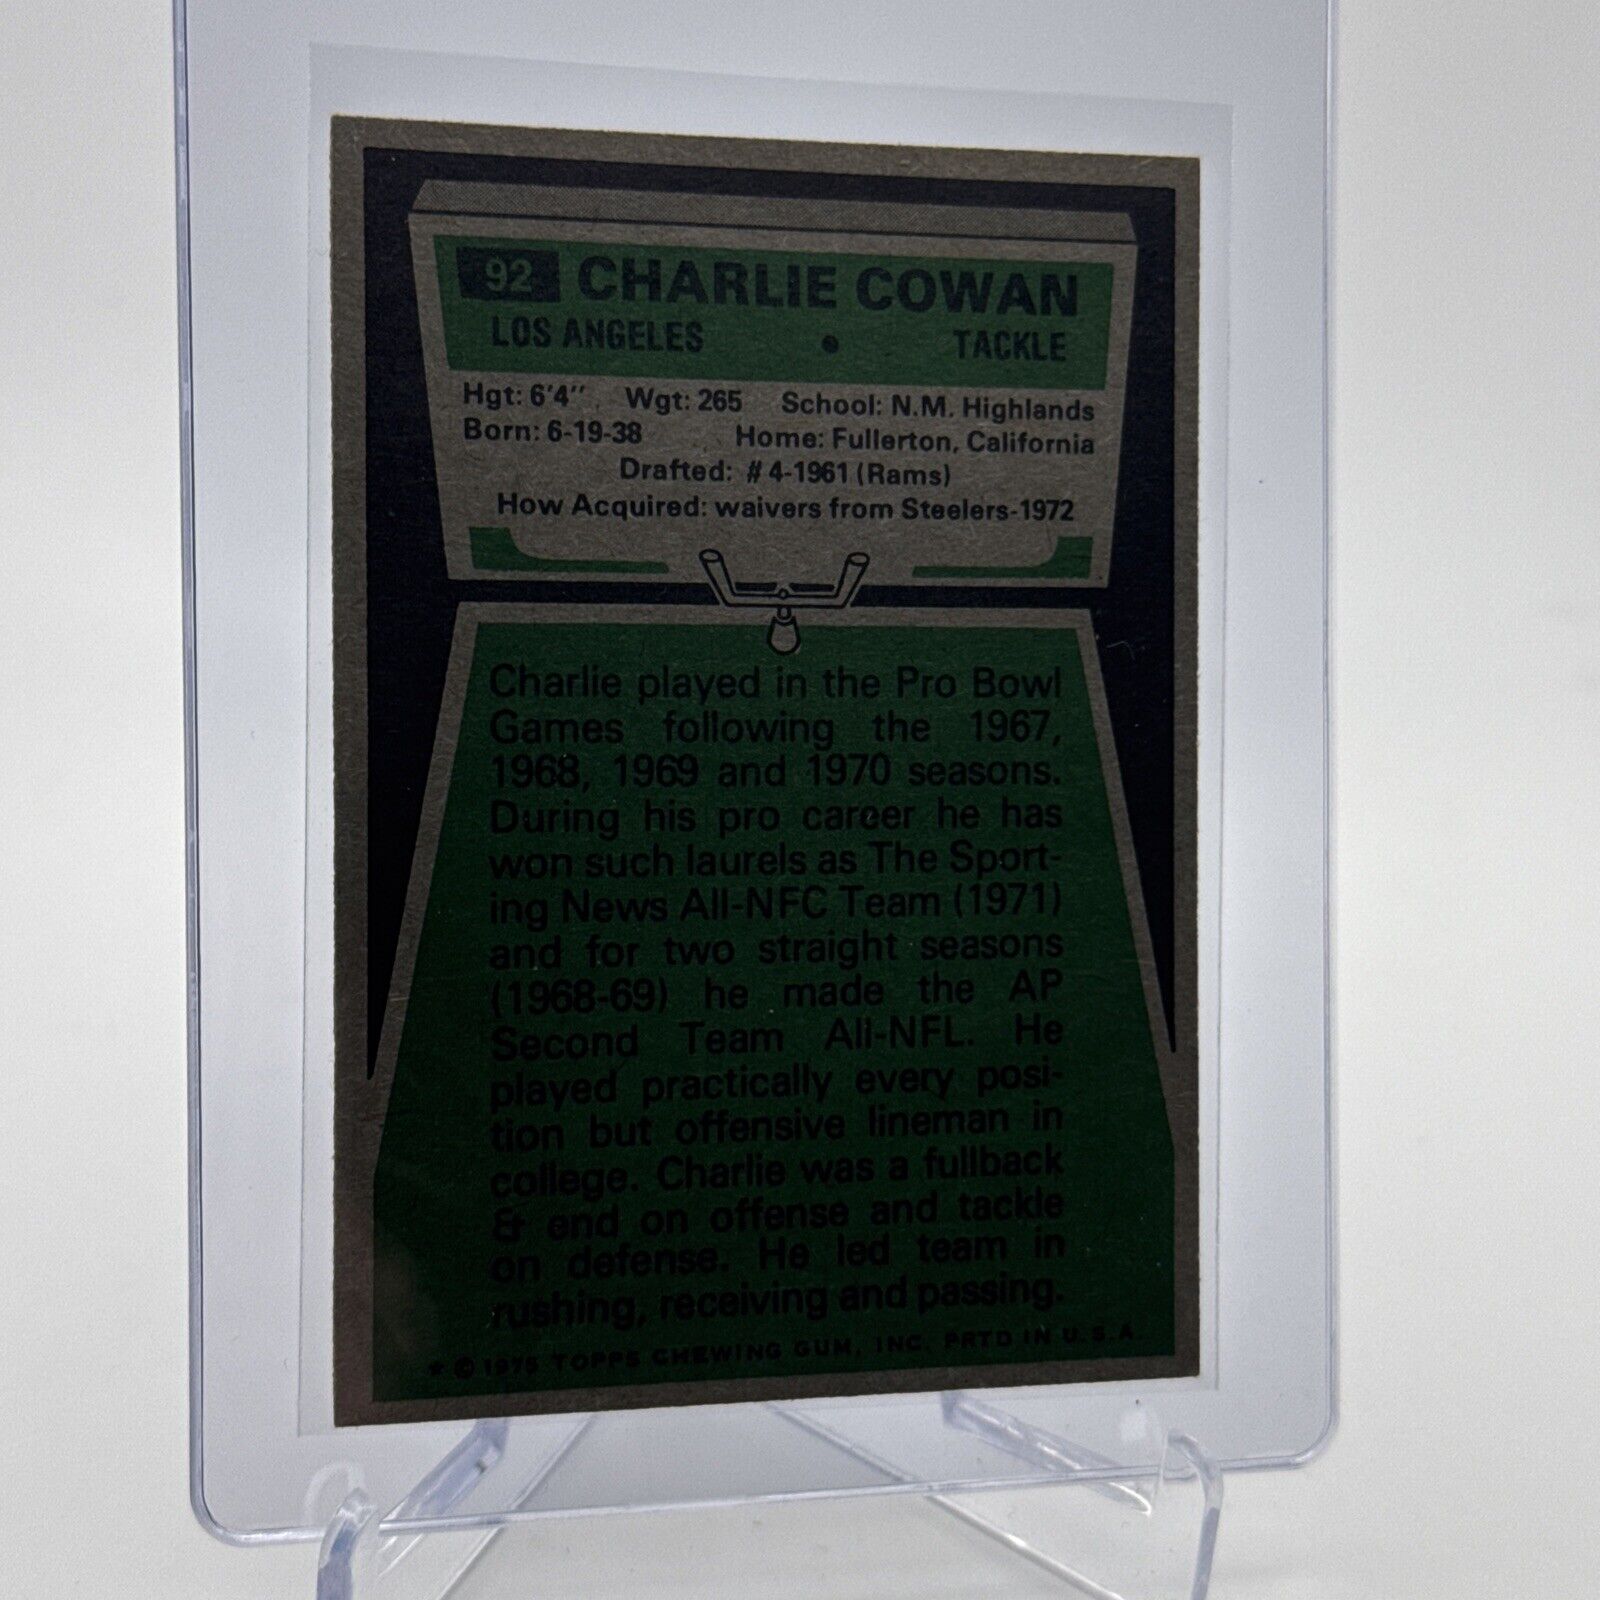 92 CHARLIE COWAN
LOS ANGELES • TACKLE
Hgt: 6'4" Wgt: 265 School: N.M. Highlands
Born: 6-19-38 Home: Fullerton, California
Drafted: #4-1961 (Rams)
How Acquired: waivers from Steelers-1972
Charlie played in the Pro Bowl
Games following the 1967,
1968, 1969 and 1970 seasons.
During his pro career he has
won such laurels as The Sport-
ing News All-NFC Team (1971)
and for two straight seasons
(1968-69) he made the AP
Second Team All-NFL. He
played practically every posi-
tion but offensive lineman in
college. Charlie was a fullback
& end on offense and tackle
on defense. He led team in
rushing, receiving and passing.
* © 1975 TOPPS CHEWING GUM, INC. PRTD IN U.S.A.